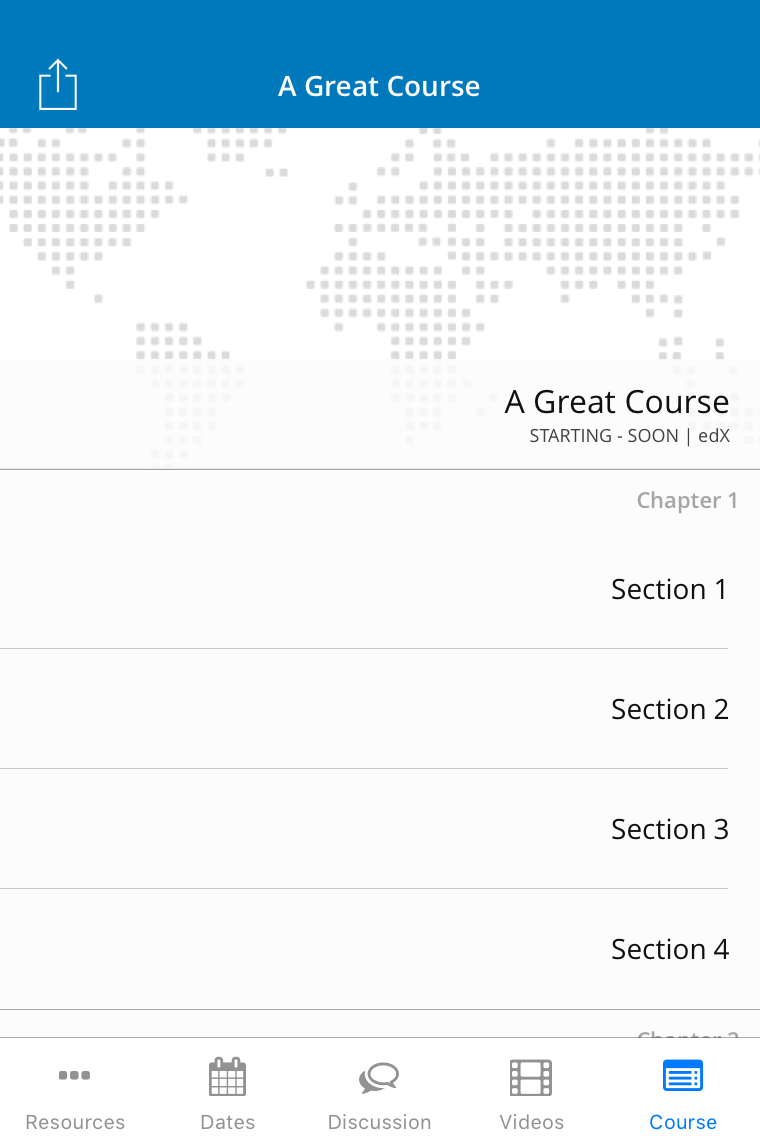 A Great Course
A Great Course
STARTING - SOON | edX
Chapter 1
Section 1
Section 2
Section 3
Section 4
Resources
Dates
Discussion
Videos
Course